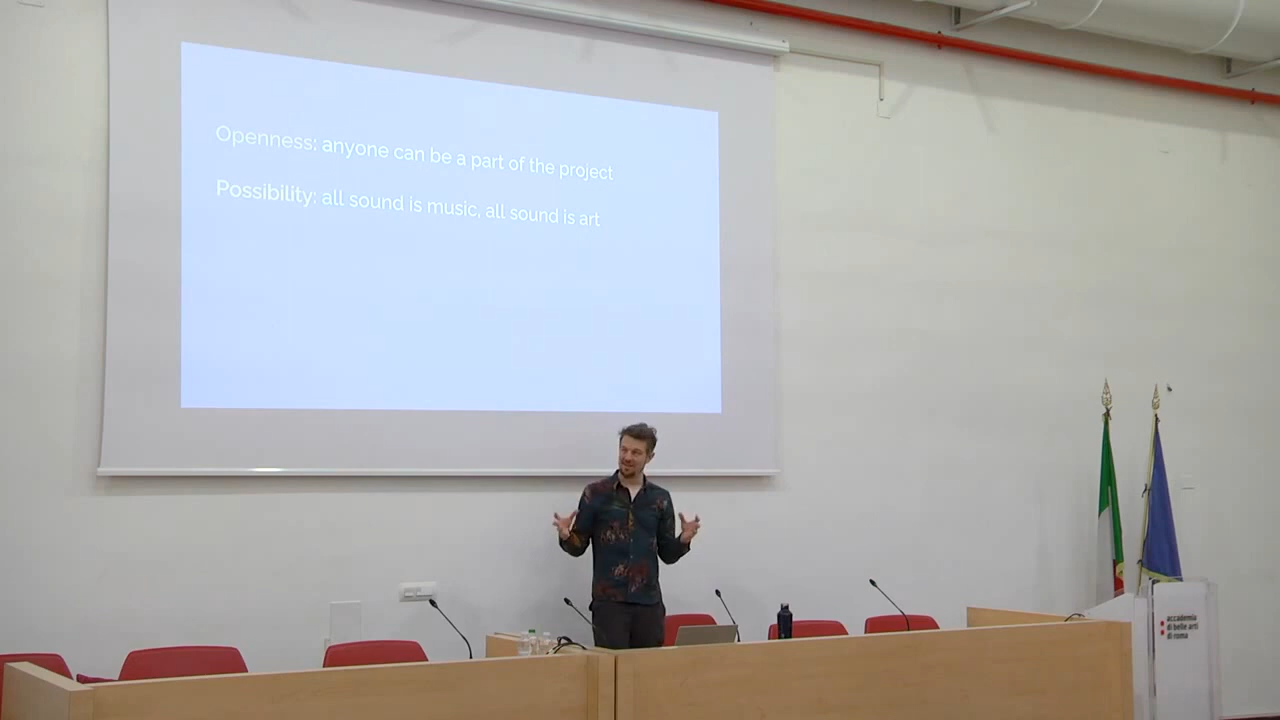 Openness: anyone can be a part of the project
Possibility: all sound is music, all sound is art
accademia
di belle arti
di roma